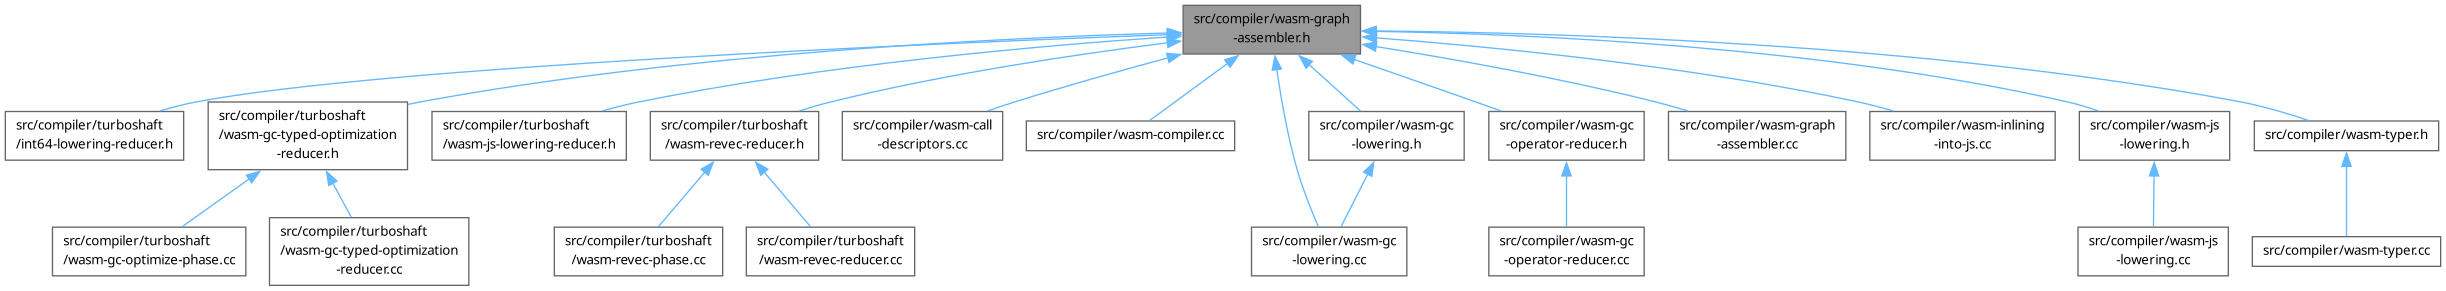 src/compiler/wasm-graph
-assembler.h
src/compiler/turboshaft
/int64-lowering-reducer.h
src/compiler/turboshaft
/wasm-gc-typed-optimization
-reducer.h
src/compiler/turboshaft
/wasm-js-lowering-reducer.h
src/compiler/turboshaft
/wasm-revec-reducer.h
src/compiler/wasm-call
-descriptors.cc
src/compiler/wasm-compiler.cc
src/compiler/wasm-gc
-lowering.h
src/compiler/wasm-gc
-operator-reducer.h
src/compiler/wasm-graph
-assembler.cc
src/compiler/wasm-inlining
-into-js.cc
src/compiler/wasm-js
-lowering.h
src/compiler/wasm-typer.h
src/compiler/turboshaft
/wasm-gc-optimize-phase.cc
src/compiler/turboshaft
/wasm-gc-typed-optimization
-reducer.cc
src/compiler/turboshaft
/wasm-revec-phase.cc
src/compiler/turboshaft
/wasm-revec-reducer.cc
src/compiler/wasm-gc
-lowering.cc
src/compiler/wasm-gc
-operator-reducer.cc
src/compiler/wasm-js
-lowering.cc
src/compiler/wasm-typer.cc